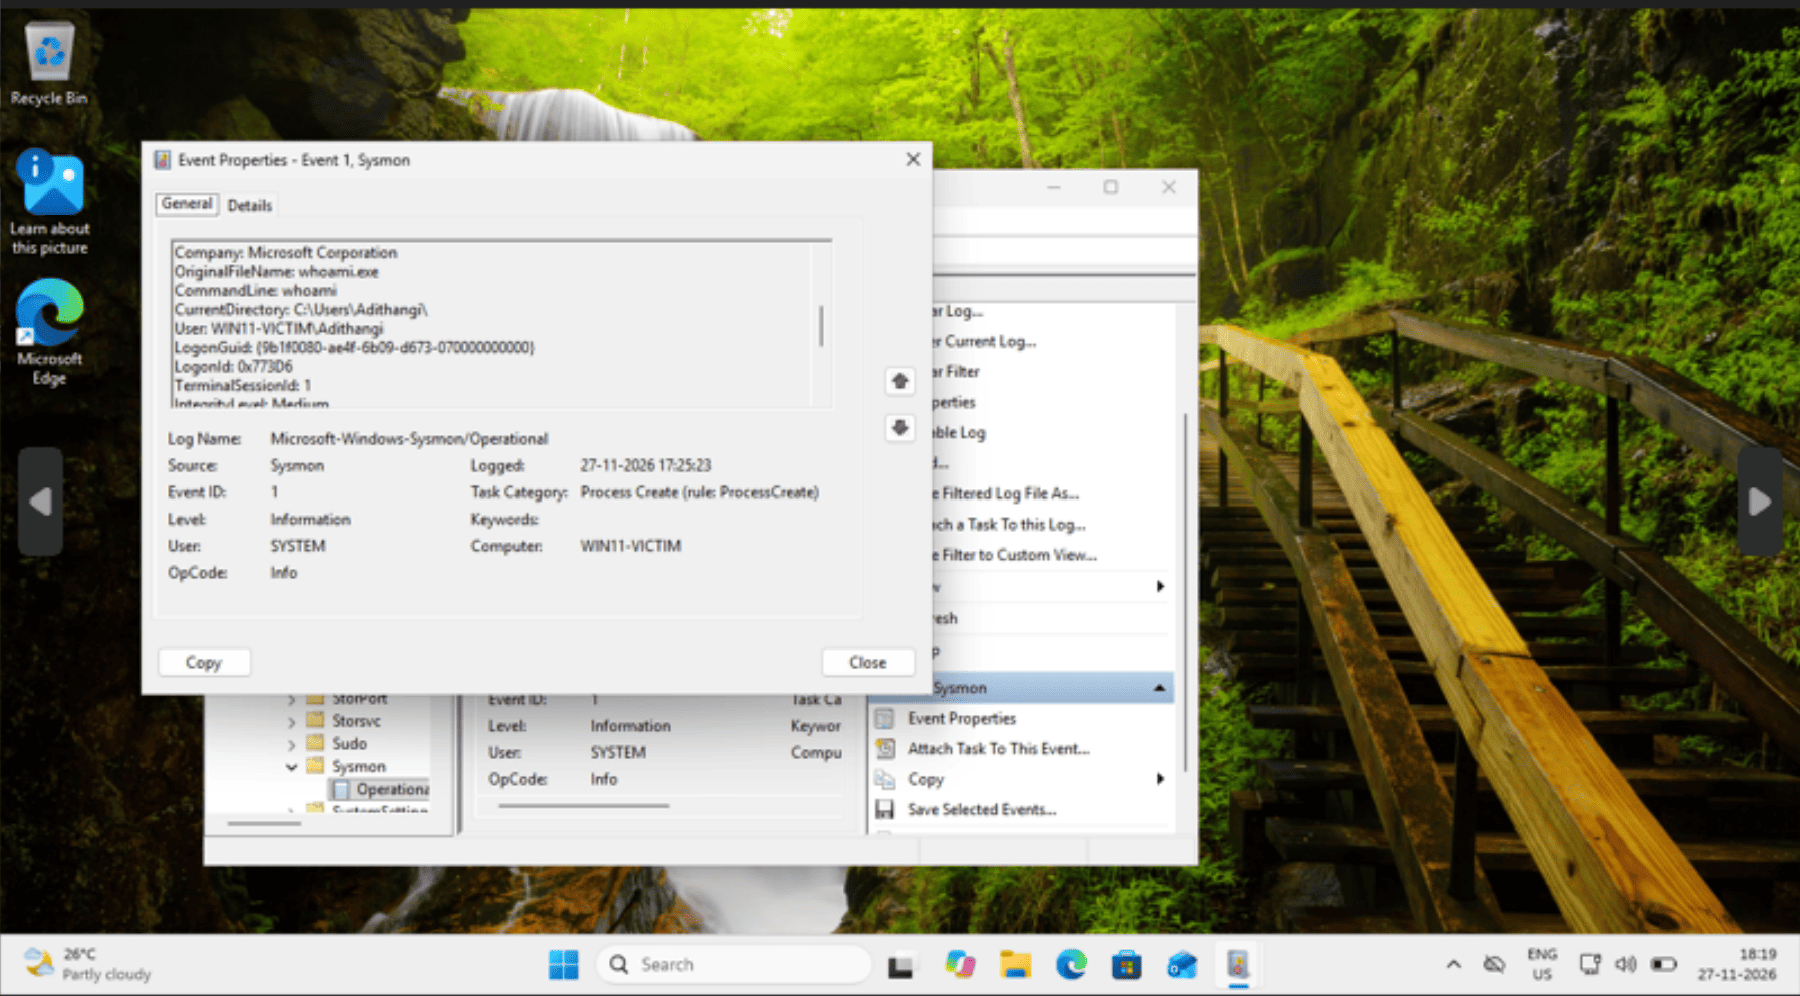 Recycle Bin
Learn about
this picture
Microsoft
Edge
Event Properties - Event 1, Sysmon
General
Details
Company: Microsoft Corporation
OriginalFileName: whoami.exe
CommandLine: whoami
CurrentDirectory: C:\Users\Adithangi\
User: WIN11-VICTIM\Adithangi
LogonGuid: {9b1f0080-ae4f-6b09-d673-070000000000}
LogonId: 0x773D6
TerminalSessionId: 1
IntegrityLevel: Medium
Log Name: Microsoft-Windows-Sysmon/Operational
Source: Sysmon Logged: 27-11-2026 17:25:23
Event ID: 1 Task Category: Process Create (rule: ProcessCreate)
Level: Information Keywords:
User: SYSTEM Computer: WIN11-VICTIM
OpCode: Info
Copy
Close
ar Log...
er Current Log...
ar Filter
perties
ble Log
d...
e Filtered Log File As...
ch a Task To this Log...
e Filter to Custom View...
w
resh
p
Sysmon
Event Properties
Attach Task To This Event...
Copy
Save Selected Events...
StorPort
Storsvc
Sudo
Sysmon
Operationa
SystemSetting
Event ID: 1 Task Ca
Level: Information Keywor
User: SYSTEM Compu
OpCode: Info
26°C
Partly cloudy
Search
ENG
US
18:19
27-11-2026